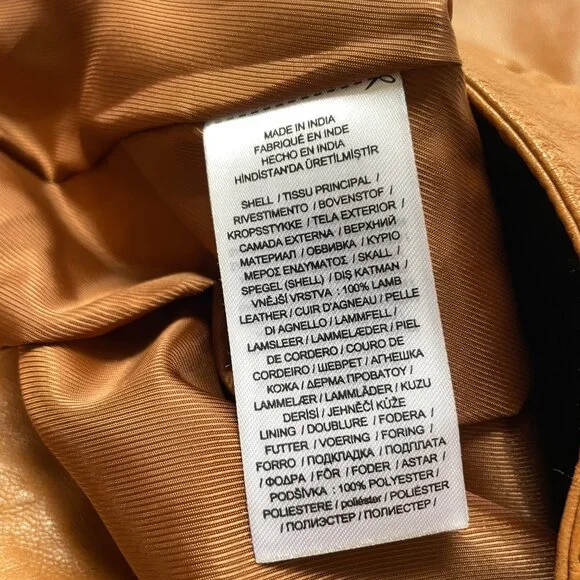 MADE IN INDIA
FABRIQUÉ EN INDE
HECHO EN INDIA
HİNDİSTAN'DA ÜRETİLMİŞTİR
SHELL / TISSU PRINCIPAL /
RIVESTIMENTO / BOVENSTOF /
KROPSSTYKKE / TELA EXTERIOR /
CAMADA EXTERNA / ВЕРХНИЙ
МАТЕРИАЛ / ОБВИВКА / ΚΥΡΙΟ
ΜΕΡΟΣ ΕΝΔΥΜΑΤΟΣ / SKALL /
SPEGEL (SHELL) / DIŞ KATMAN /
VNĚJŠÍ VRSTVA : 100% LAMB
LEATHER / CUIR D'AGNEAU / PELLE
DI AGNELLO / LAMMFELL /
LAMSLEER / LAMMELÆDER / PIEL
DE CORDERO / COURO DE
CORDEIRO / ШЕВРЕТ / АГНЕШКА
КОЖА / ΔΕΡΜΑ ΠΡΟΒΑΤΟΥ /
LAMMELÆR / LAMMLÄDER / KUZU
DERİSİ / JEHNĚČÍ KŮŽE
LINING / DOUBLURE / FODERA /
FUTTER / VOERING / FORING /
FORRO / ПОДКЛАДКА / ПОДПЛАТА
/ ΦΟΔΡΑ / FÔR / FODER / ASTAR /
PODŠÍVKA : 100% POLYESTER /
POLIESTERE / poliéster / POLYESTER
/ ПОЛИЭСТЕР / ПОЛИЕСТЕР /